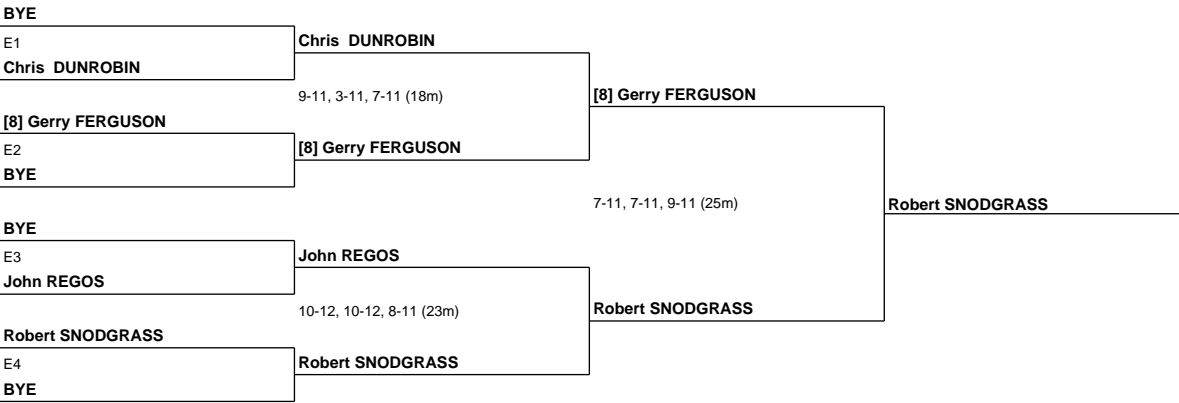 BYE
E1
Chris DUNROBIN
Chris DUNROBIN
9-11, 3-11, 7-11 (18m)
[8] Gerry FERGUSON
[8] Gerry FERGUSON
E2
[8] Gerry FERGUSON
BYE
7-11, 7-11, 9-11 (25m)
Robert SNODGRASS
BYE
E3
John REGOS
John REGOS
10-12, 10-12, 8-11 (23m)
Robert SNODGRASS
Robert SNODGRASS
E4
Robert SNODGRASS
BYE